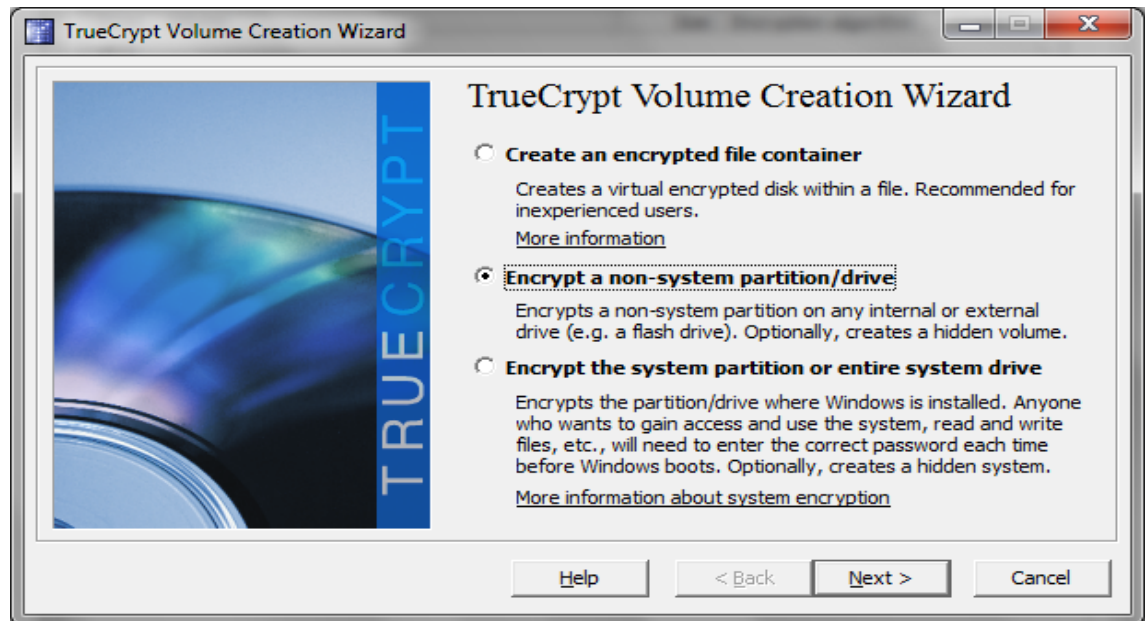 TrueCrypt Volume Creation Wizard
TRUECRYPT
TrueCrypt Volume Creation Wizard
Create an encrypted file container
Creates a virtual encrypted disk within a file. Recommended for
inexperienced users.
More information
Encrypt a non-system partition/drive
Encrypts a non-system partition on any internal or external
drive (e.g. a flash drive). Optionally, creates a hidden volume.
Encrypt the system partition or entire system drive
Encrypts the partition/drive where Windows is installed. Anyone
who wants to gain access and use the system, read and write
files, etc., will need to enter the correct password each time
before Windows boots. Optionally, creates a hidden system.
More information about system encryption
Help
< Back
Next >
Cancel